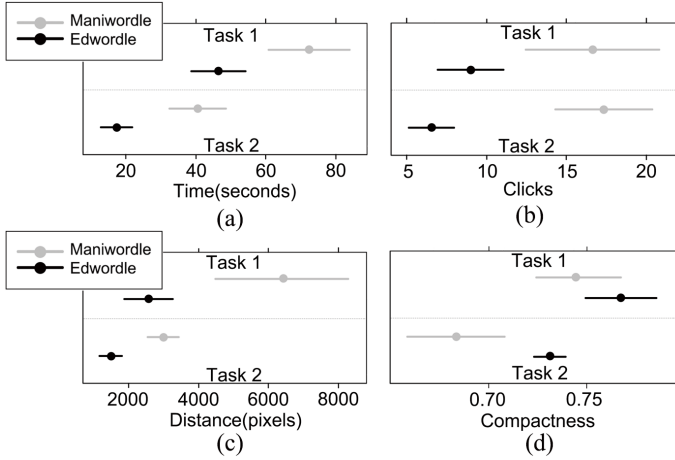 Maniwordle
Edwordle
Task 1
Task 2
20 40 60 80
Time(seconds)
(a)
Task 1
Task 2
5 10 15 20
Clicks
(b)
Maniwordle
Edwordle
Task 1
Task 2
2000 4000 6000 8000
Distance(pixels)
(c)
Task 1
Task 2
0.70 0.75
Compactness
(d)